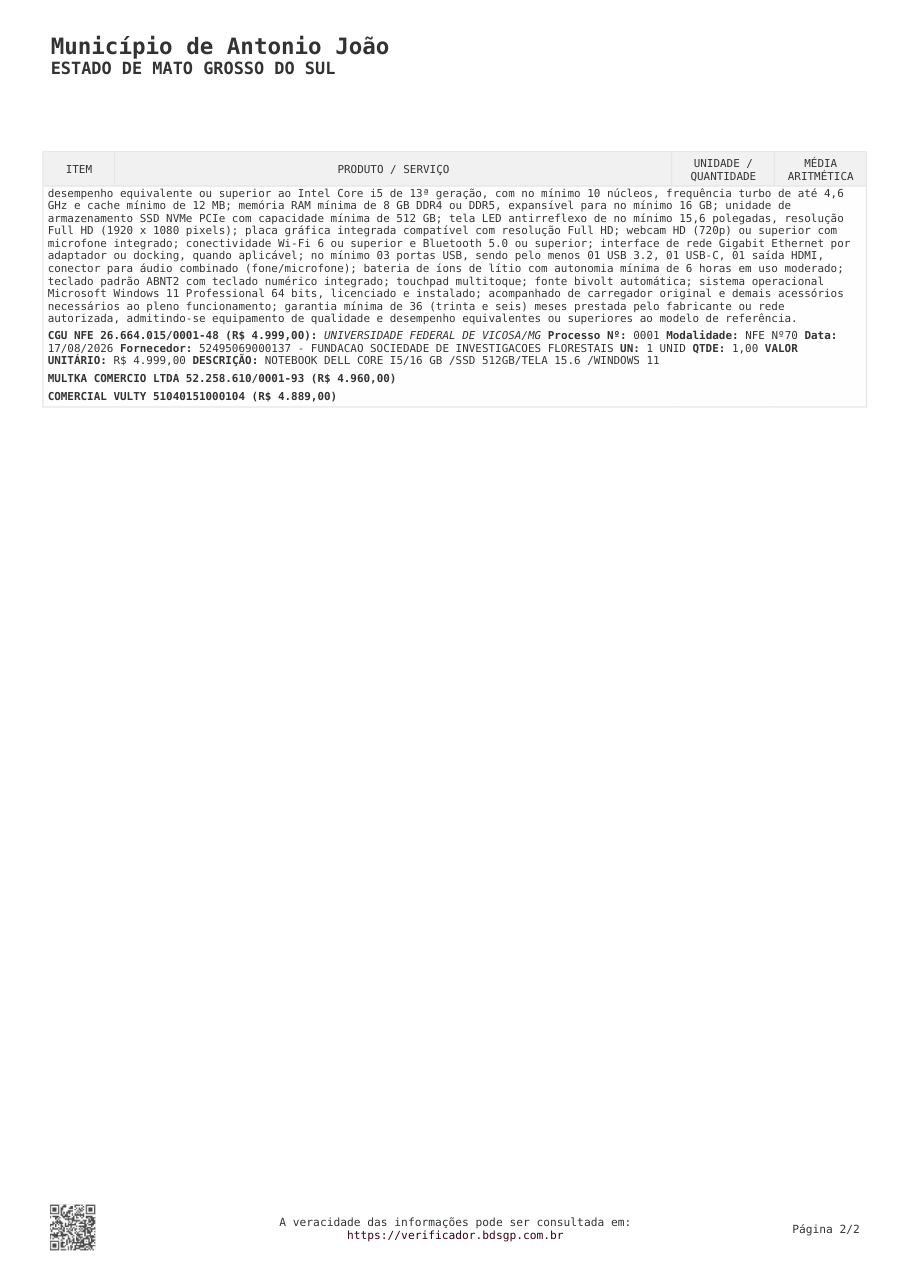 Município de Antonio João
ESTADO DE MATO GROSSO DO SUL
ITEM
PRODUTO / SERVIÇO
UNIDADE /
QUANTIDADE
MÉDIA
ARITMÉTICA
desempenho equivalente ou superior ao Intel Core i5 de 13ª geração, com no mínimo 10 núcleos, frequência turbo de até 4,6
GHz e cache mínimo de 12 MB; memória RAM mínima de 8 GB DDR4 ou DDR5, expansível para no mínimo 16 GB; unidade de
armazenamento SSD NVMe PCIe com capacidade mínima de 512 GB; tela LED antirreflexo de no mínimo 15,6 polegadas, resolução
Full HD (1920 x 1080 pixels); placa gráfica integrada compatível com resolução Full HD; webcam HD (720p) ou superior com
microfone integrado; conectividade Wi-Fi 6 ou superior e Bluetooth 5.0 ou superior; interface de rede Gigabit Ethernet por
adaptador ou docking, quando aplicável; no mínimo 03 portas USB, sendo pelo menos 01 USB 3.2, 01 USB-C, 01 saída HDMI,
conector para áudio combinado (fone/microfone); bateria de íons de lítio com autonomia mínima de 6 horas em uso moderado;
teclado padrão ABNT2 com teclado numérico integrado; touchpad multitoque; fonte bivolt automática; sistema operacional
Microsoft Windows 11 Professional 64 bits, licenciado e instalado; acompanhado de carregador original e demais acessórios
necessários ao pleno funcionamento; garantia mínima de 36 (trinta e seis) meses prestada pelo fabricante ou rede
autorizada, admitindo-se equipamento de qualidade e desempenho equivalentes ou superiores ao modelo de referência.
CGU NFE 26.664.015/0001-48 (R$ 4.999,00): UNIVERSIDADE FEDERAL DE VICOSA/MG Processo Nº: 0001 Modalidade: NFE Nº70 Data:
17/08/2026 Fornecedor: 52495069000137 - FUNDACAO SOCIEDADE DE INVESTIGACOES FLORESTAIS UN: 1 UNID QTDE: 1,00 VALOR
UNITÁRIO: R$ 4.999,00 DESCRIÇÃO: NOTEBOOK DELL CORE I5/16 GB /SSD 512GB/TELA 15.6 /WINDOWS 11
MULTKA COMERCIO LTDA 52.258.610/0001-93 (R$ 4.960,00)
COMERCIAL VULTY 51040151000104 (R$ 4.889,00)
A veracidade das informações pode ser consultada em:
https://verificador.bdsgp.com.br
Página 2/2